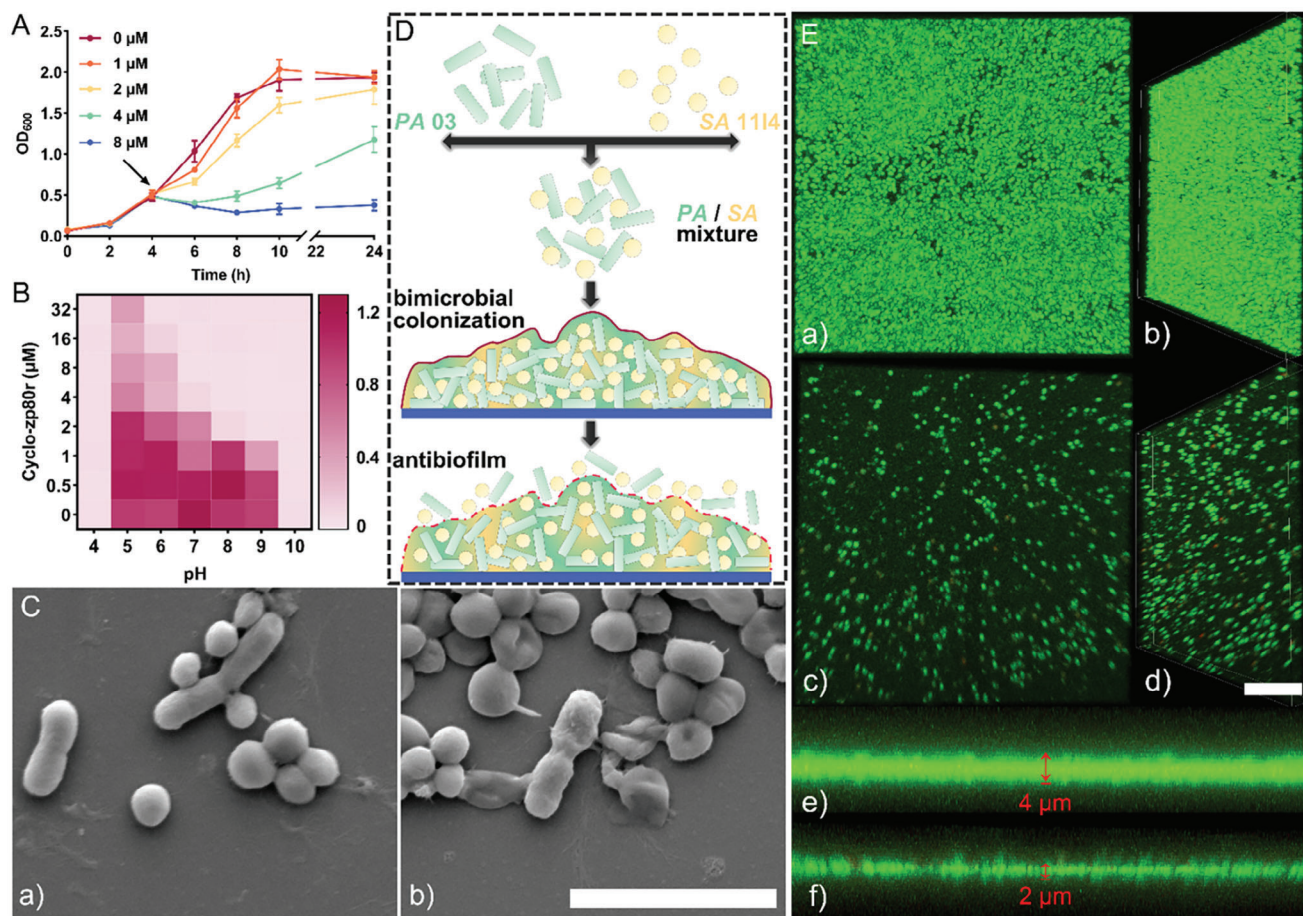 A
0 μM
1 μM
2 μM
4 μM
8 μM
2.5
2.0
1.5
1.0
0.5
0.0
OD600
0 2 4 6 8 10 22 24
Time (h)
B
32
16
8
4
2
1
0.5
0
Cyclo-zp80r (μM)
4 5 6 7 8 9 10
pH
1.2
0.8
0.4
0
C
a)
b)
D
PA 03
SA 1114
PA / SA
mixture
bimicrobial
colonization
antibiofilm
E
a)
b)
c)
d)
4 μm
e)
2 μm
f)